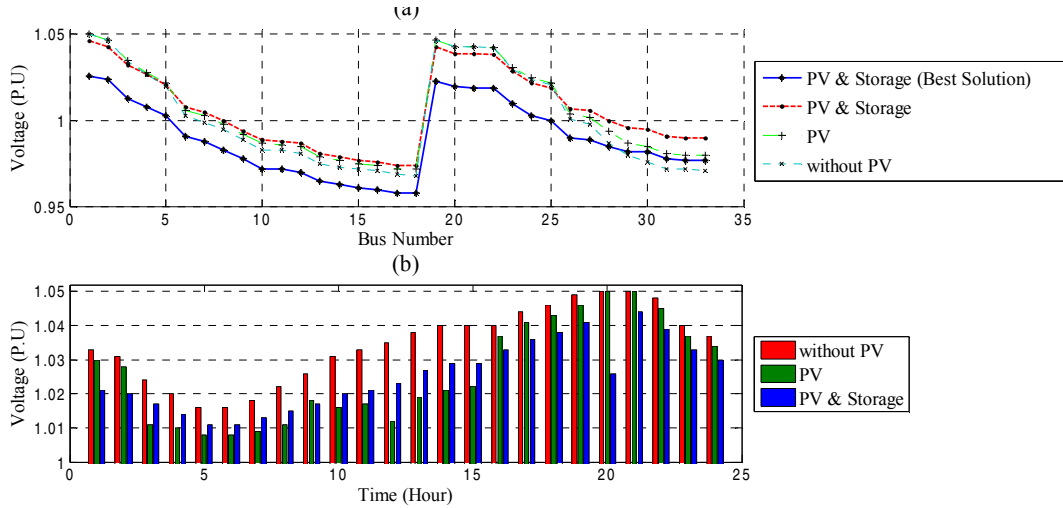 (a)
1.05
1
0.95
0
5
10
15
20
25
30
35
Voltage (P.U)
Bus Number
PV & Storage (Best Solution)
PV & Storage
PV
without PV
(b)
1.05
1.04
1.03
1.02
1.01
1
0
5
10
15
20
25
Voltage (P.U)
Time (Hour)
without PV
PV
PV & Storage